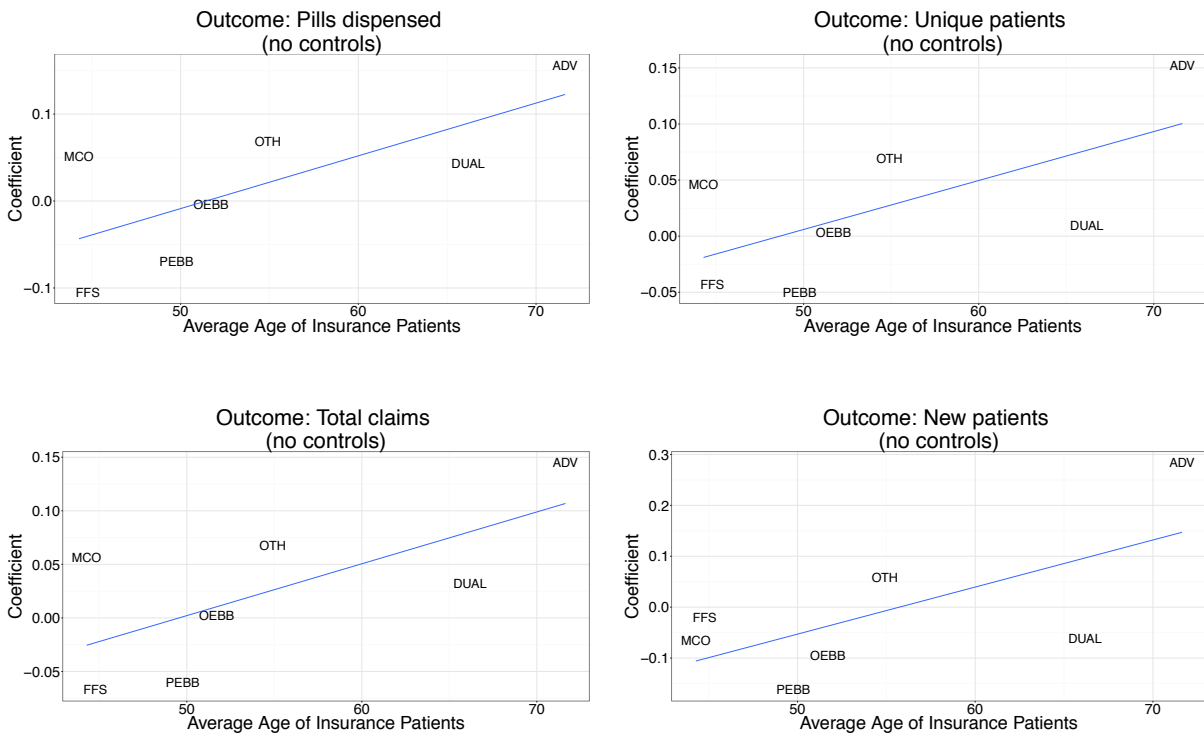 Outcome: Pills dispensed
(no controls)
Coefficient
0.1
0.0
−0.1
ADV
OTH
MCO
DUAL
OEBB
PEBB
FFS
50 60 70
Average Age of Insurance Patients
Outcome: Unique patients
(no controls)
Coefficient
0.15
0.10
0.05
0.00
−0.05
ADV
OTH
MCO
DUAL
OEBB
FFS
PEBB
50 60 70
Average Age of Insurance Patients
Outcome: Total claims
(no controls)
Coefficient
0.15
0.10
0.05
0.00
−0.05
ADV
OTH
MCO
DUAL
OEBB
PEBB
FFS
50 60 70
Average Age of Insurance Patients
Outcome: New patients
(no controls)
Coefficient
0.3
0.2
0.1
0.0
−0.1
ADV
OTH
FFS
MCO
DUAL
OEBB
PEBB
50 60 70
Average Age of Insurance Patients